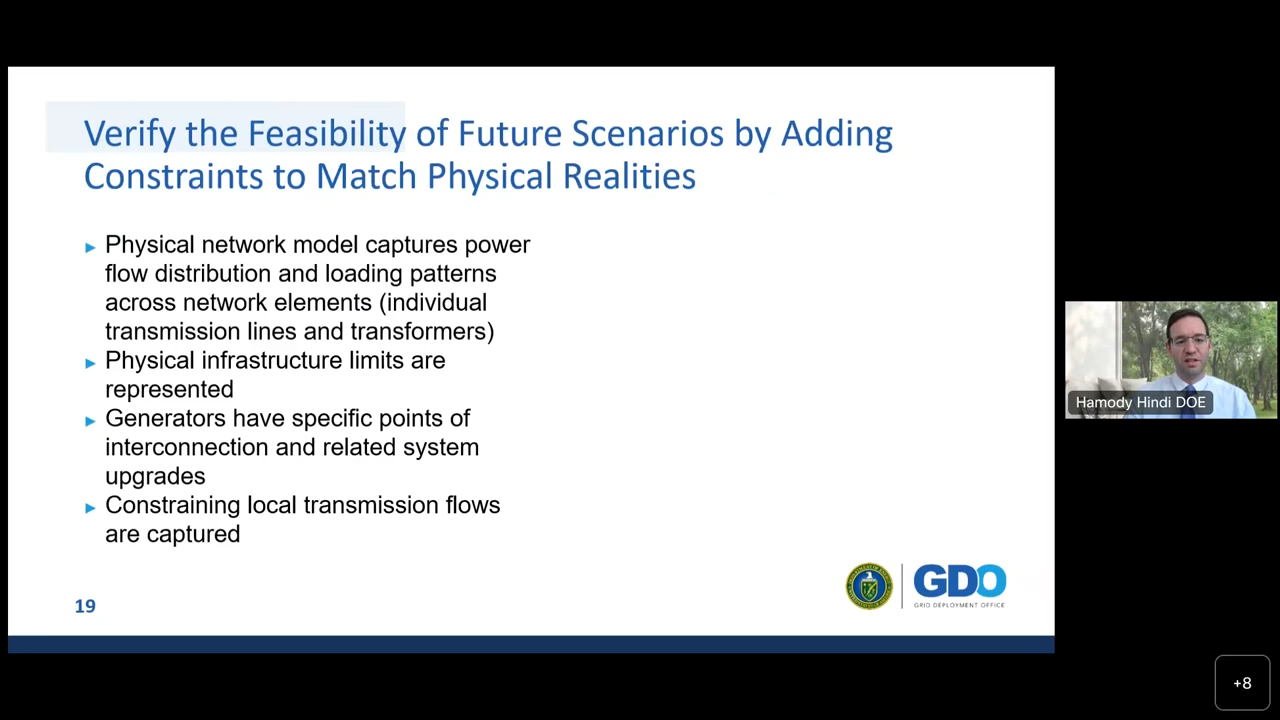 Verify the Feasibility of Future Scenarios by Adding
Constraints to Match Physical Realities
Physical network model captures power
flow distribution and loading patterns
across network elements (individual
transmission lines and transformers)
Physical infrastructure limits are
represented
Generators have specific points of
interconnection and related system
upgrades
Constraining local transmission flows
are captured
19
GDO
GRID DEPLOYMENT OFFICE
Hamody Hindi DOE
+8